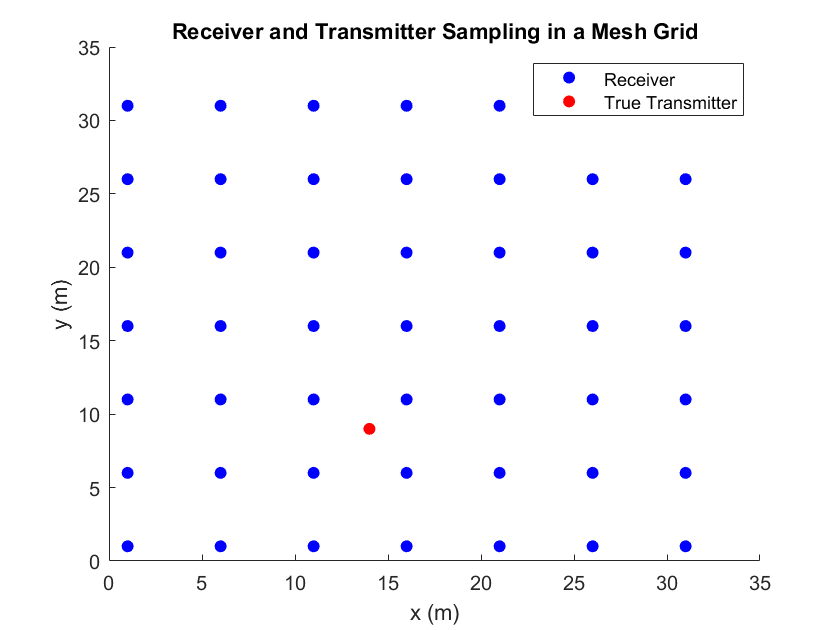 Receiver and Transmitter Sampling in a Mesh Grid
35
30
25
20
15
10
5
0
y (m)
Receiver
True Transmitter
0 5 10 15 20 25 30 35
x (m)